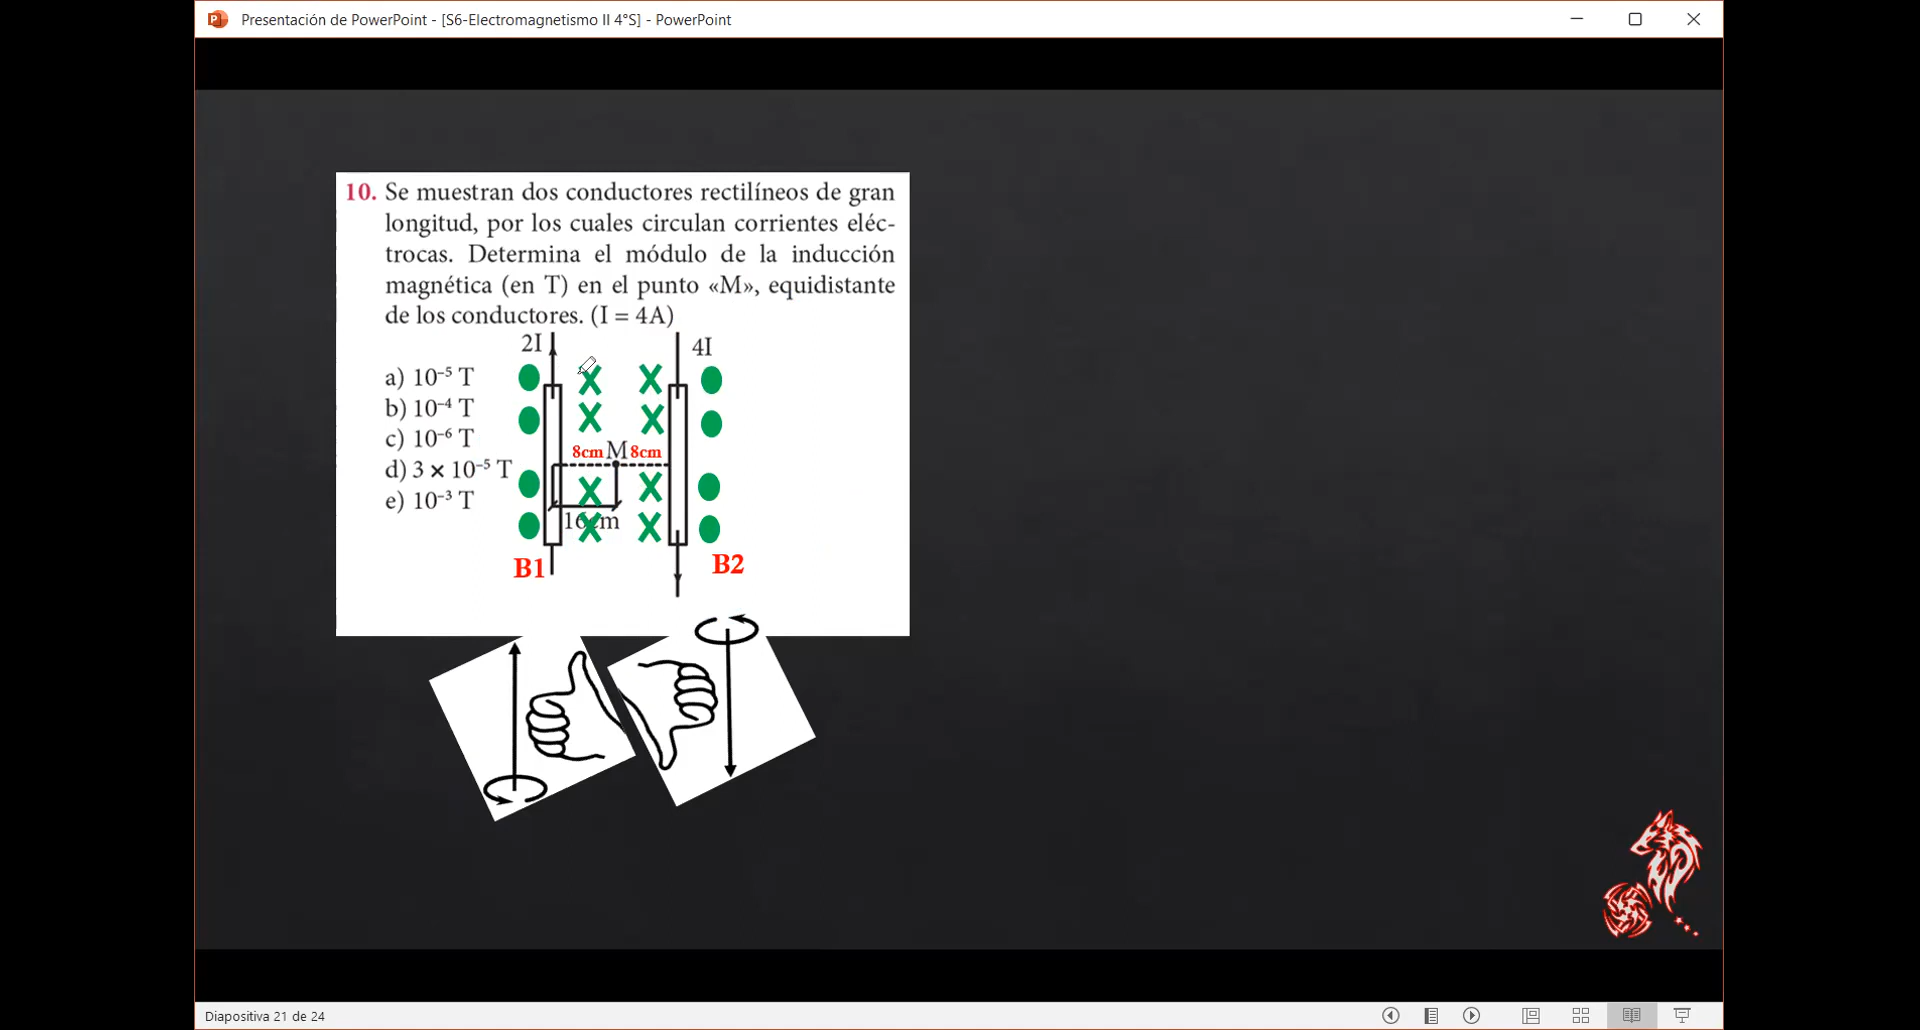 Presentación de PowerPoint - [S6-Electromagnetismo II 4°S] - PowerPoint
10. Se muestran dos conductores rectilíneos de gran
longitud, por los cuales circulan corrientes eléc-
trocas. Determina el módulo de la inducción
magnética (en T) en el punto «M», equidistante
de los conductores. (I = 4A)
2I
4I
a) 10⁻⁵ T
b) 10⁻⁴ T
c) 10⁻⁶ T
8cm M 8cm
d) 3 × 10⁻⁵ T
e) 10⁻³ T
16cm
B1
B2
Diapositiva 21 de 24